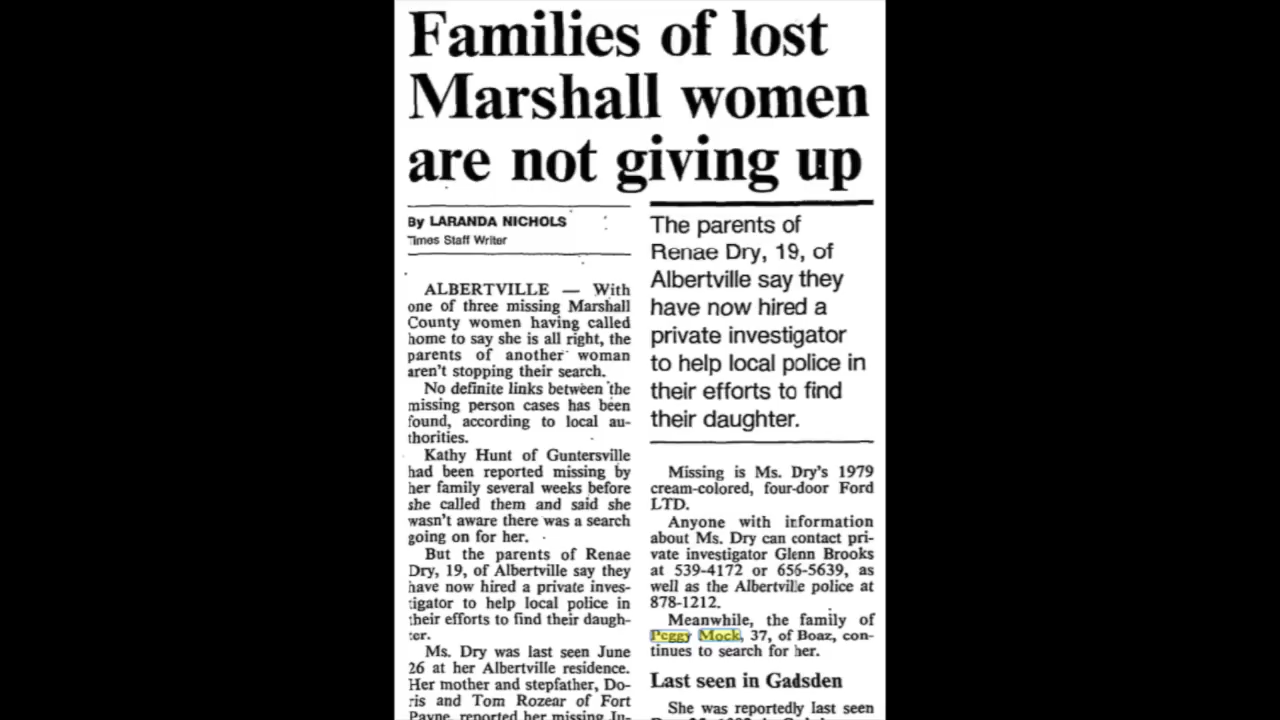 Families of lost
Marshall women
are not giving up
By LARANDA NICHOLS
Times Staff Writer
ALBERTVILLE — With
one of three missing Marshall
County women having called
home to say she is all right, the
parents of another woman
aren't stopping their search.
No definite links between the
missing person cases has been
found, according to local au-
thorities.
Kathy Hunt of Guntersville
had been reported missing by
her family several weeks before
she called them and said she
wasn't aware there was a search
going on for her.
But the parents of Renae
Dry, 19, of Albertville say they
have now hired a private inves-
tigator to help local police in
their efforts to find their daugh-
ter.
Ms. Dry was last seen June
26 at her Albertville residence.
Her mother and stepfather, Do-
ris and Tom Rozear of Fort
Payne, reported her missing Ju-
The parents of
Renae Dry, 19, of
Albertville say they
have now hired a
private investigator
to help local police in
their efforts to find
their daughter.
Missing is Ms. Dry's 1979
cream-colored, four-door Ford
LTD.
Anyone with information
about Ms. Dry can contact pri-
vate investigator Glenn Brooks
at 539-4172 or 656-5639, as
well as the Albertville police at
878-1212.
Meanwhile, the family of
Peggy Mock, 37, of Boaz, con-
tinues to search for her.
Last seen in Gadsden
She was reportedly last seen